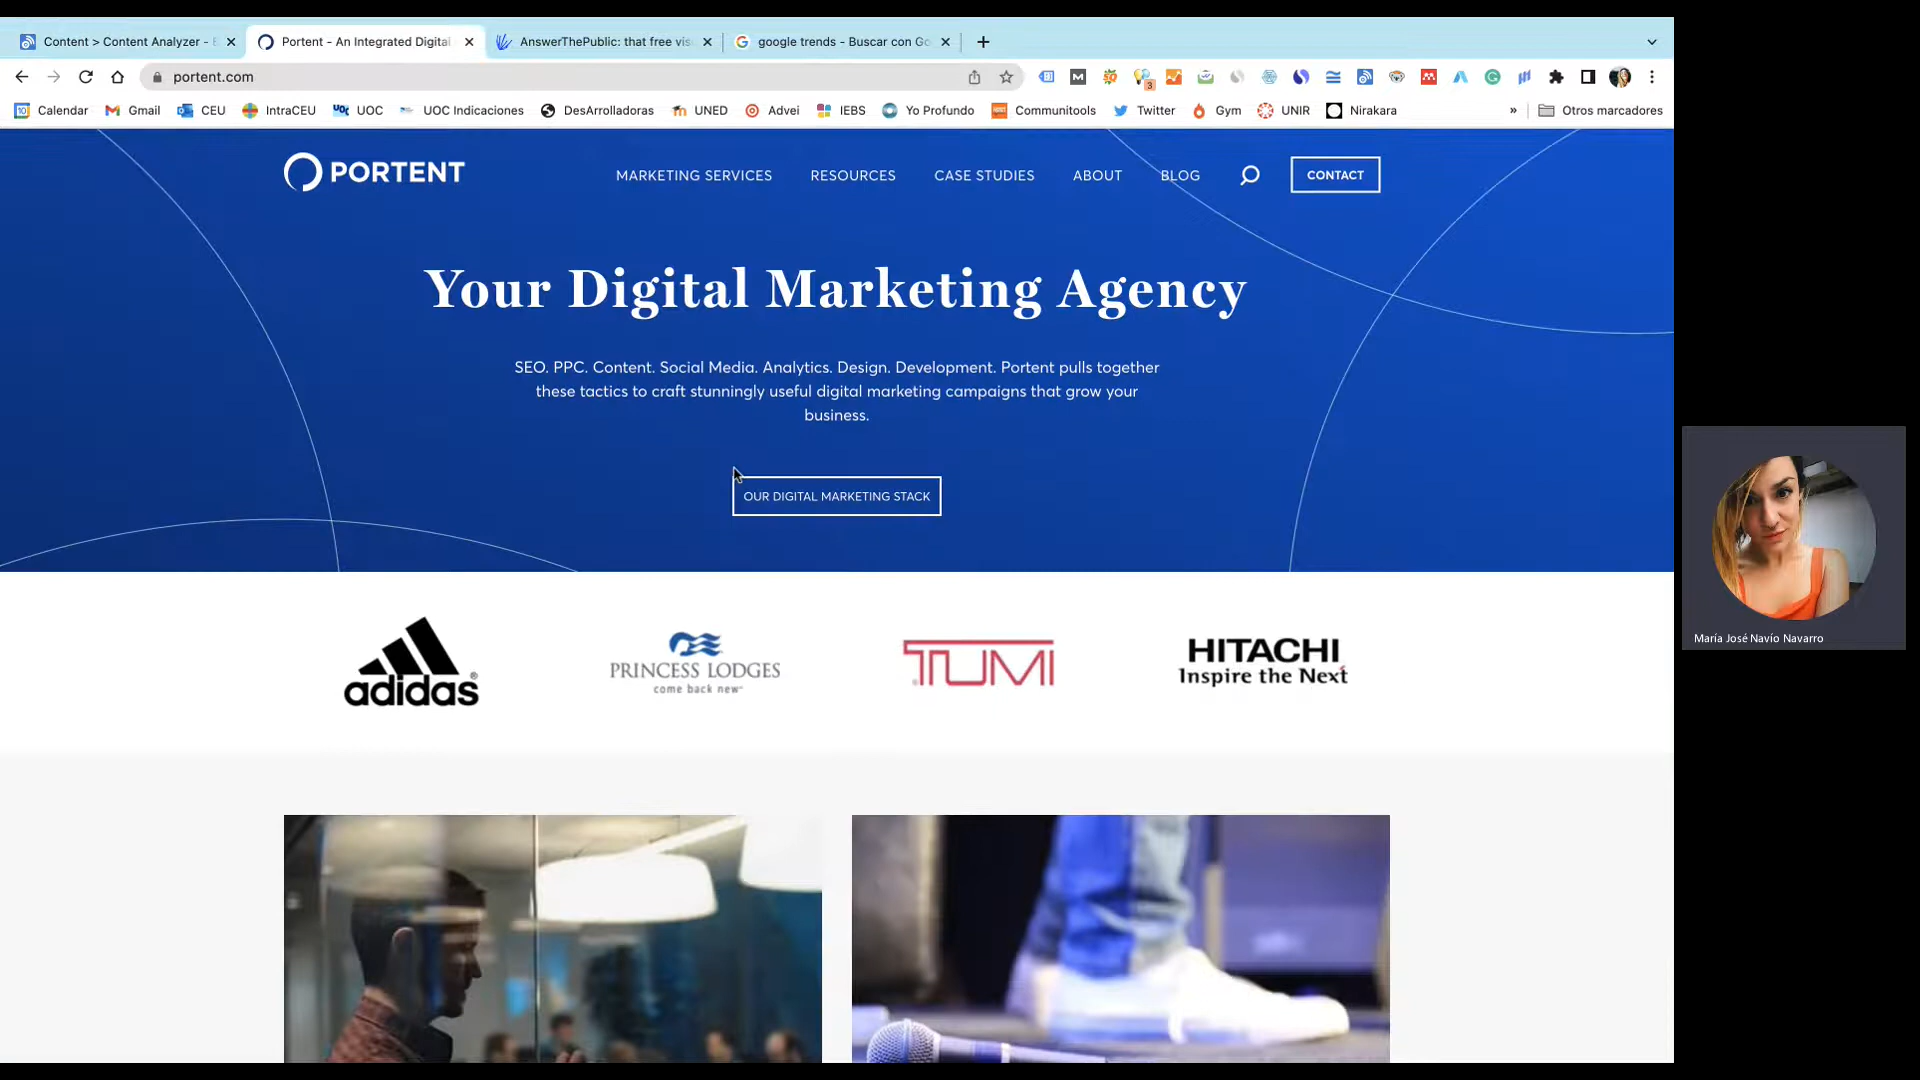 Content > Content Analyzer -
Portent - An Integrated Digital
AnswerThePublic: that free vis
google trends - Buscar con Go
portent.com
3
Calendar
Gmail
CEU
IntraCEU
UOC
UOC Indicaciones
DesArrolladoras
UNED
Advei
IEBS
Yo Profundo
Communitools
Twitter
Gym
UNIR
Nirakara
»
Otros marcadores
PORTENT
MARKETING SERVICES
RESOURCES
CASE STUDIES
ABOUT
BLOG
CONTACT
Your Digital Marketing Agency
SEO. PPC. Content. Social Media. Analytics. Design. Development. Portent pulls together
these tactics to craft stunningly useful digital marketing campaigns that grow your
business.
OUR DIGITAL MARKETING STACK
adidas
PRINCESS LODGES
come back new
TUMI
HITACHI
Inspire the Next
María José Navío Navarro